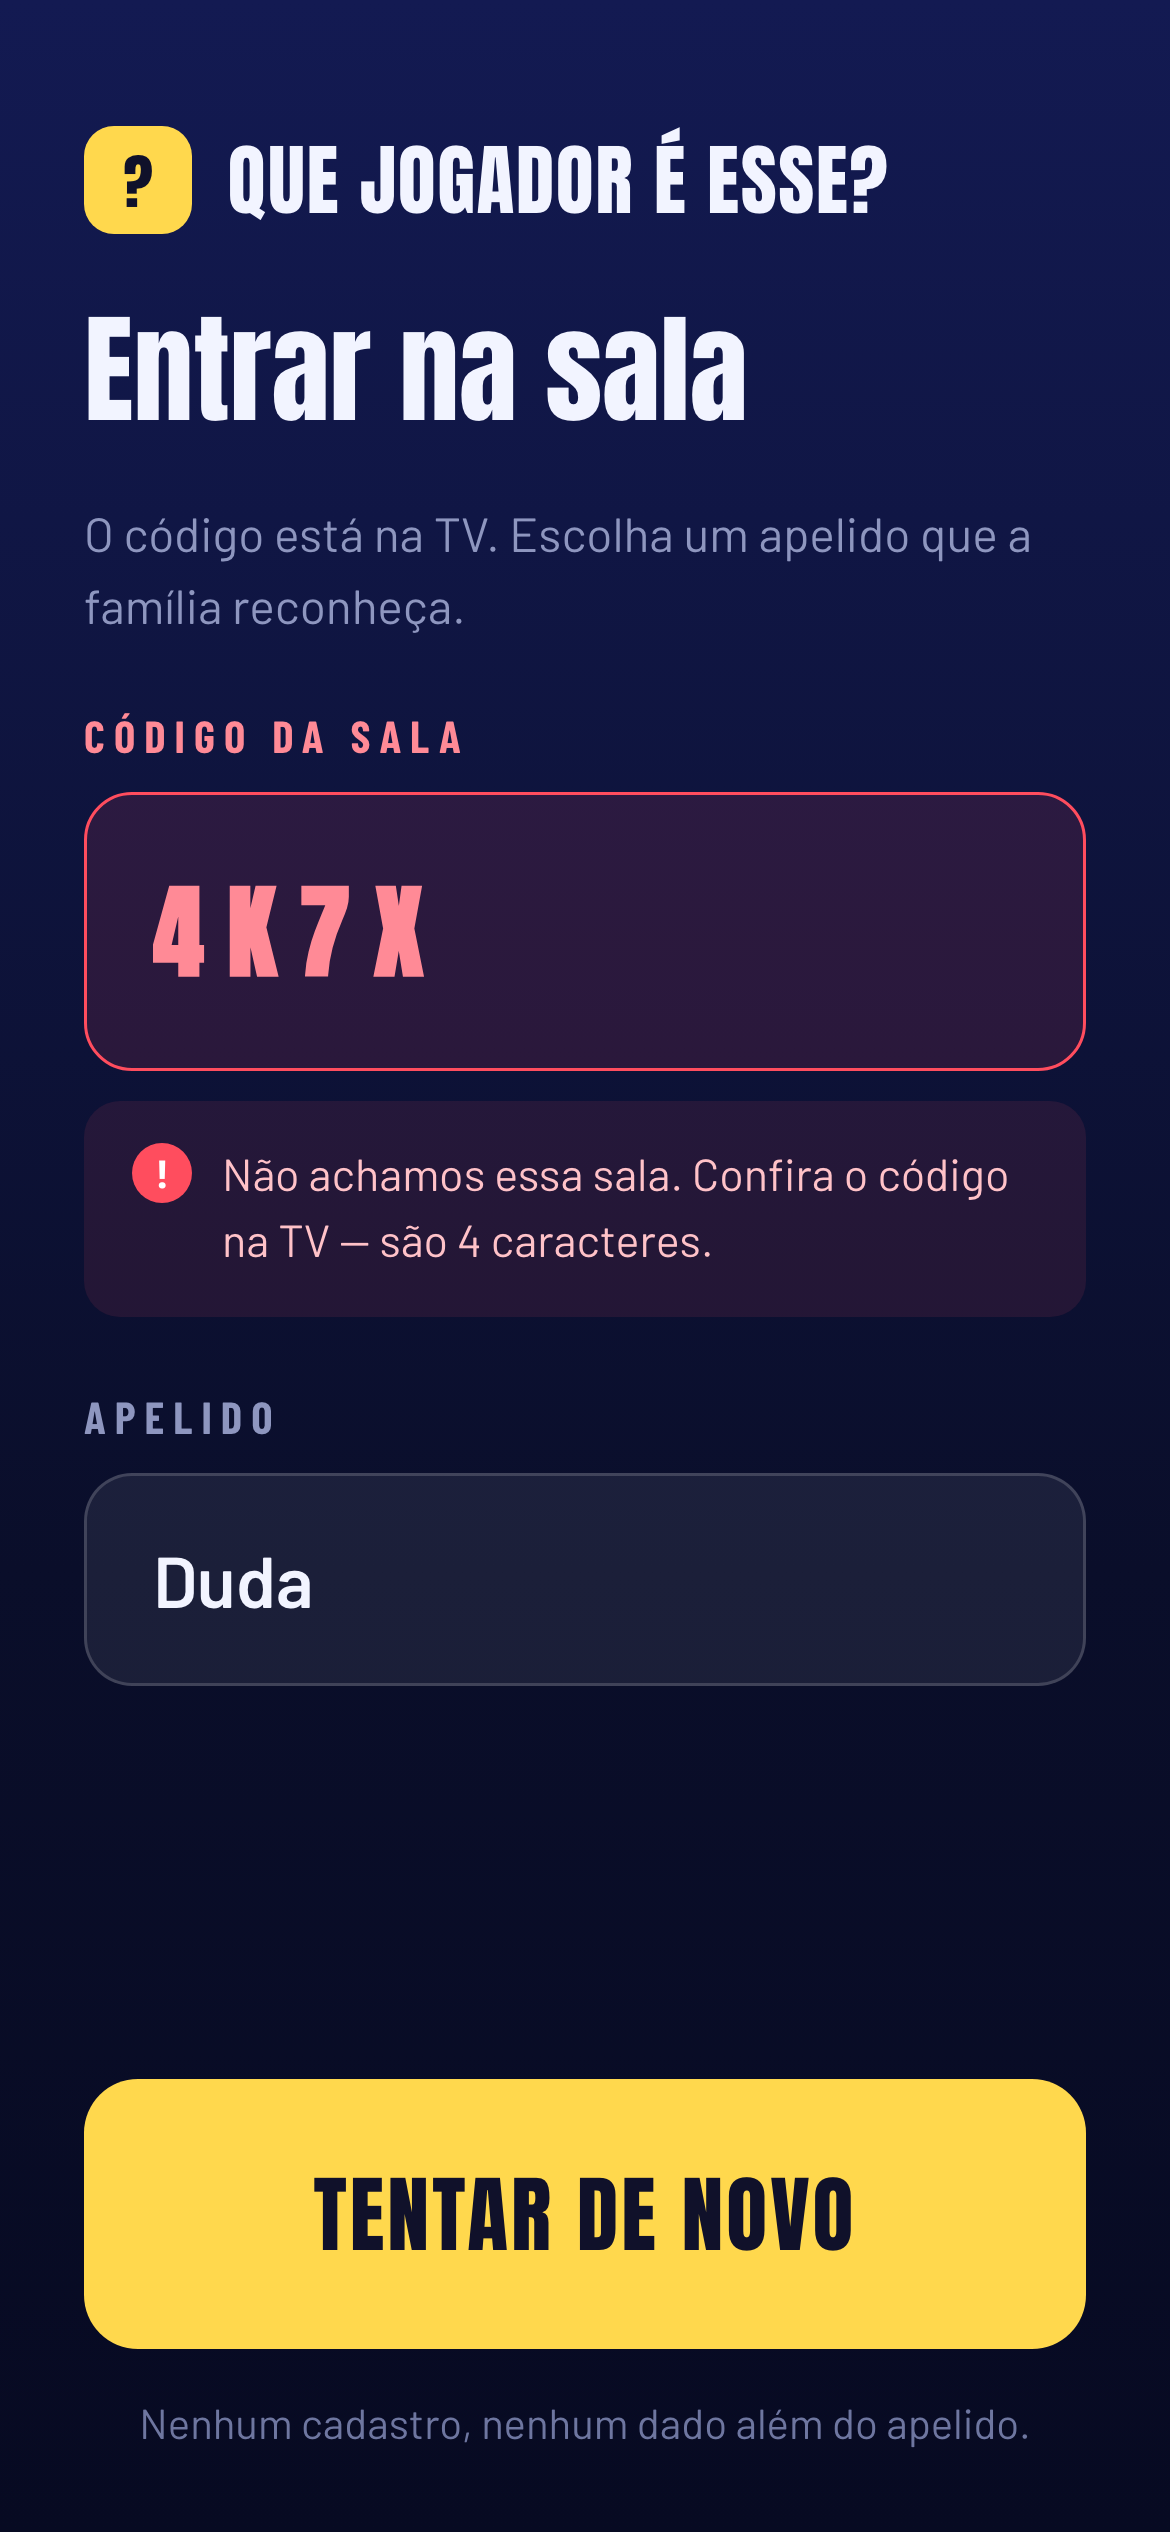 ?
QUE JOGADOR É ESSE?
Entrar na sala
O código está na TV. Escolha um apelido que a
família reconheça.
CÓDIGO DA SALA
4K7X
! Não achamos essa sala. Confira o código
na TV — são 4 caracteres.
APELIDO
Duda
TENTAR DE NOVO
Nenhum cadastro, nenhum dado além do apelido.